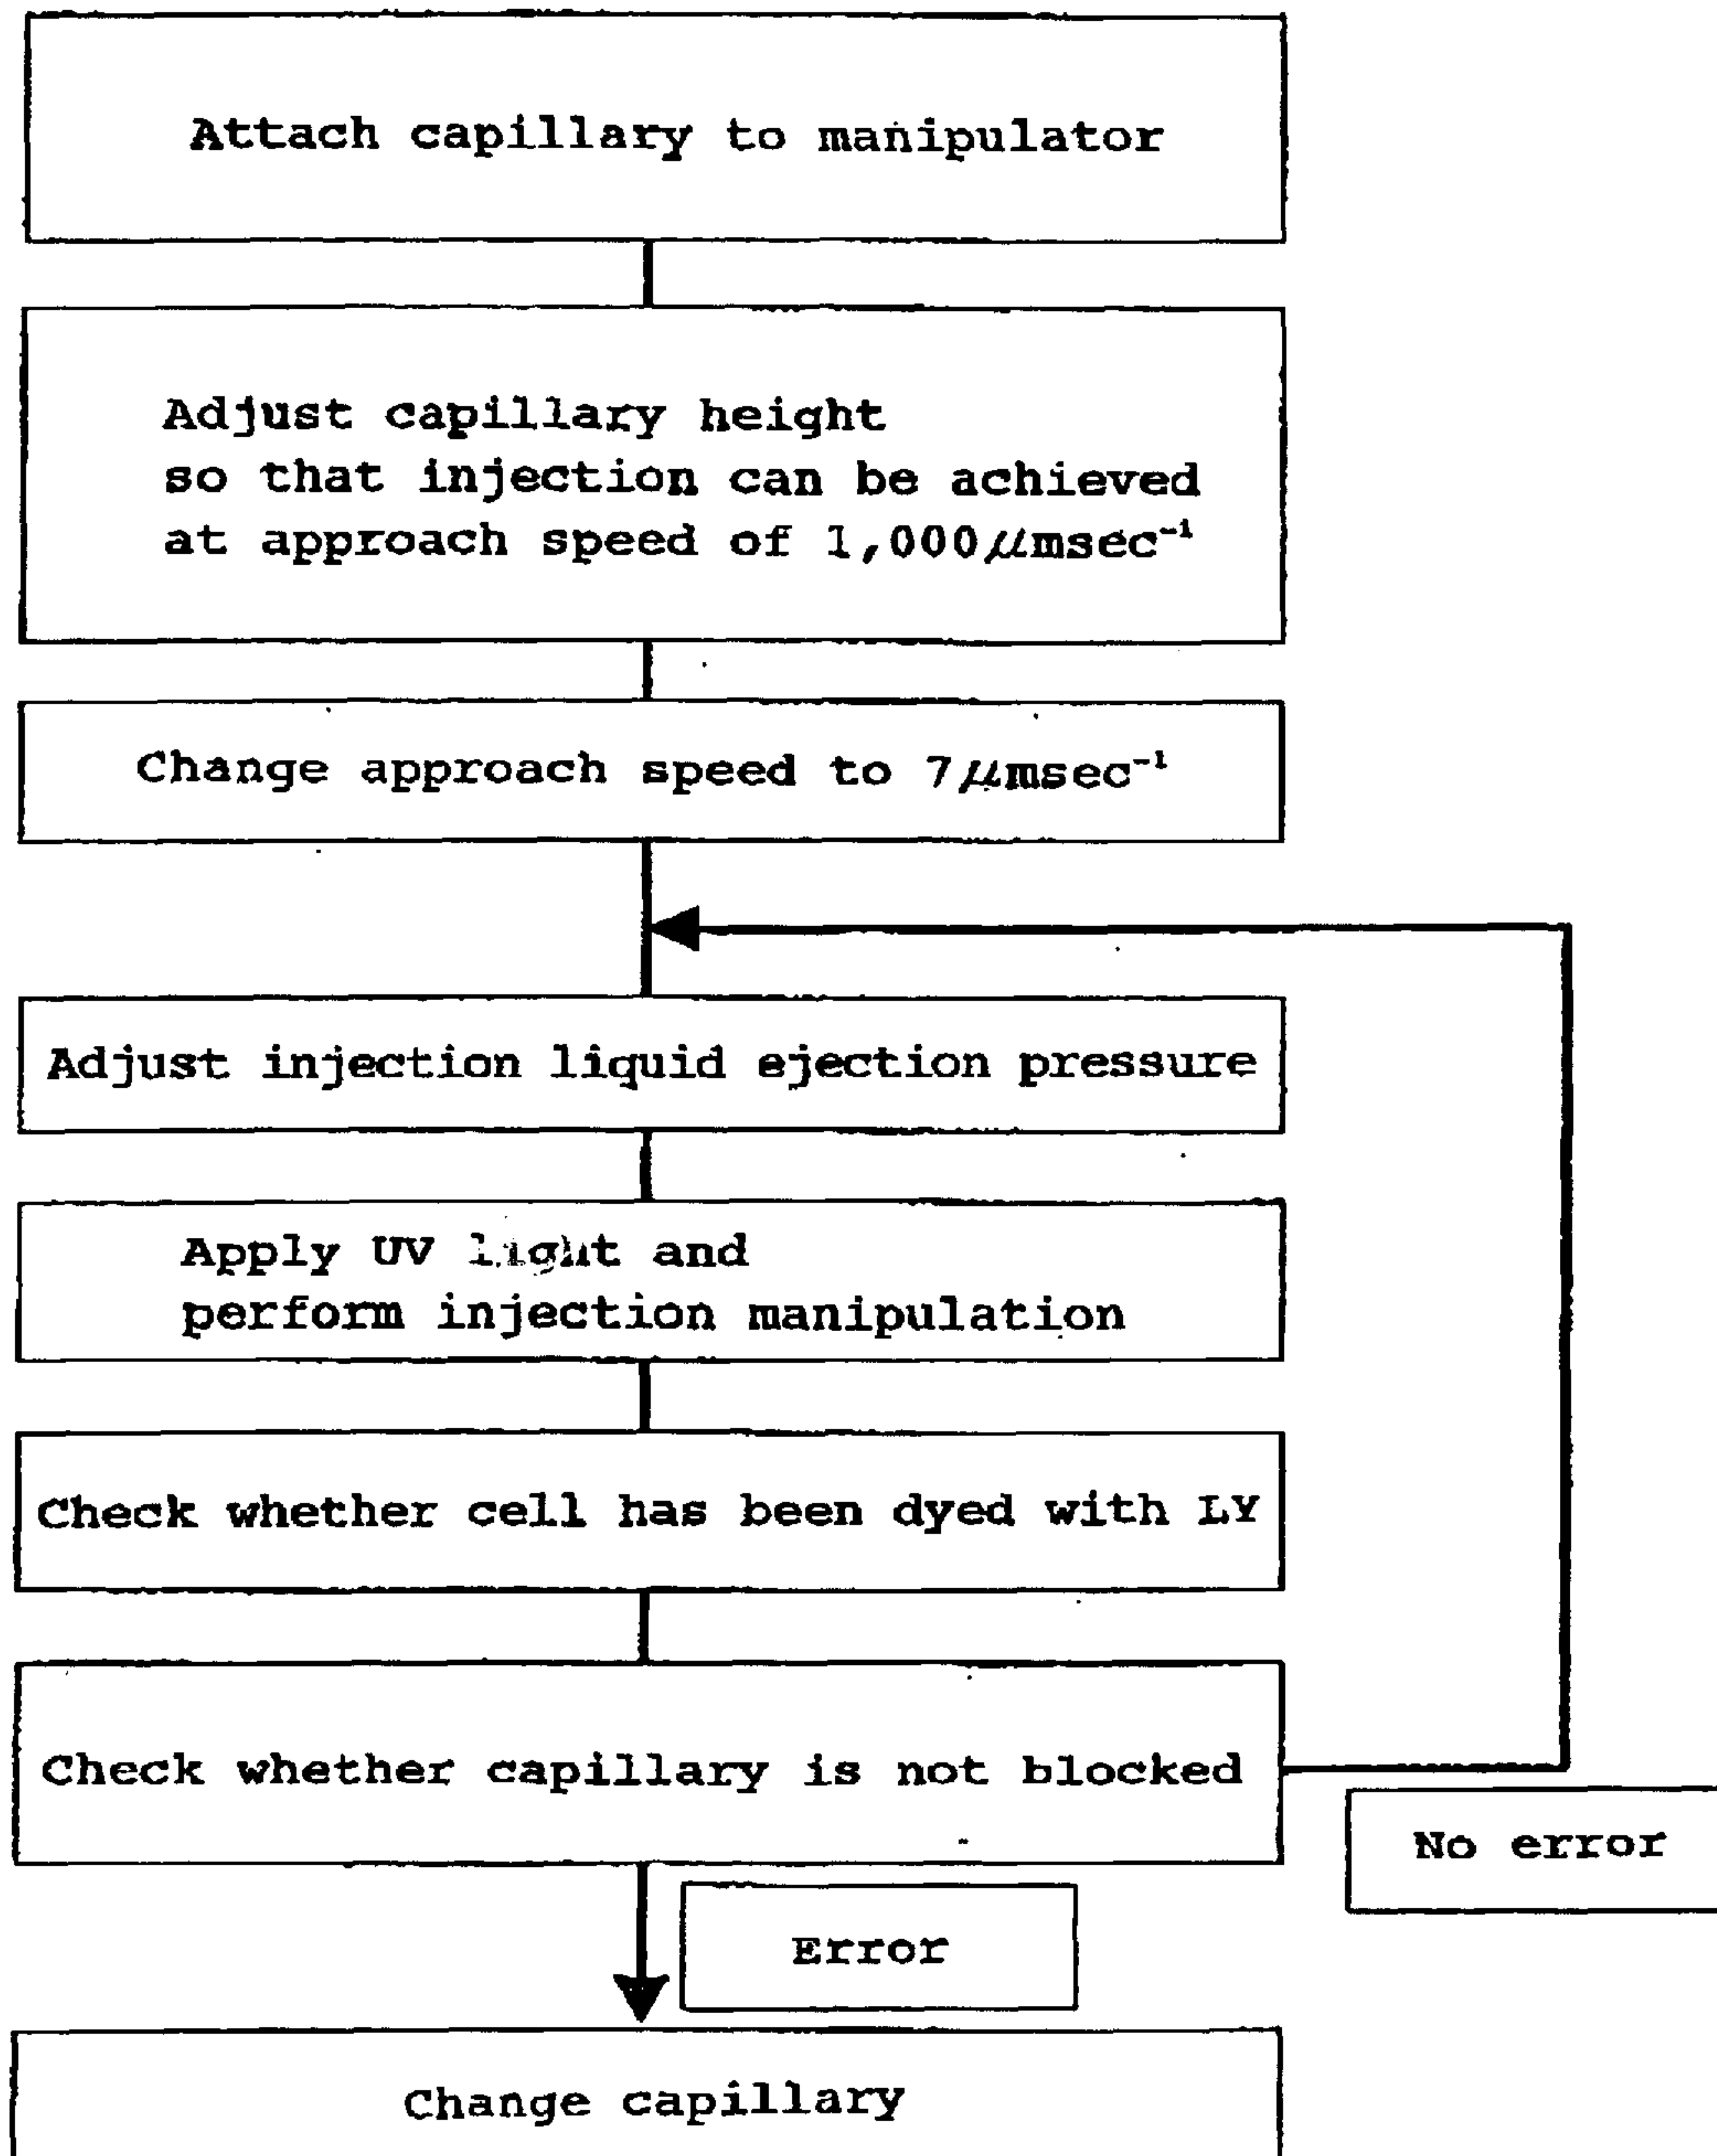 Attach capillary to manipulator
Adjust capillary height
so that injection can be achieved
at approach speed of 1,000μmsec⁻¹
Change approach speed to 7μmsec⁻¹
Adjust injection liquid ejection pressure
Apply UV light and
perform injection manipulation
Check whether cell has been dyed with LY
Check whether capillary is not blocked
No error
Error
Change capillary